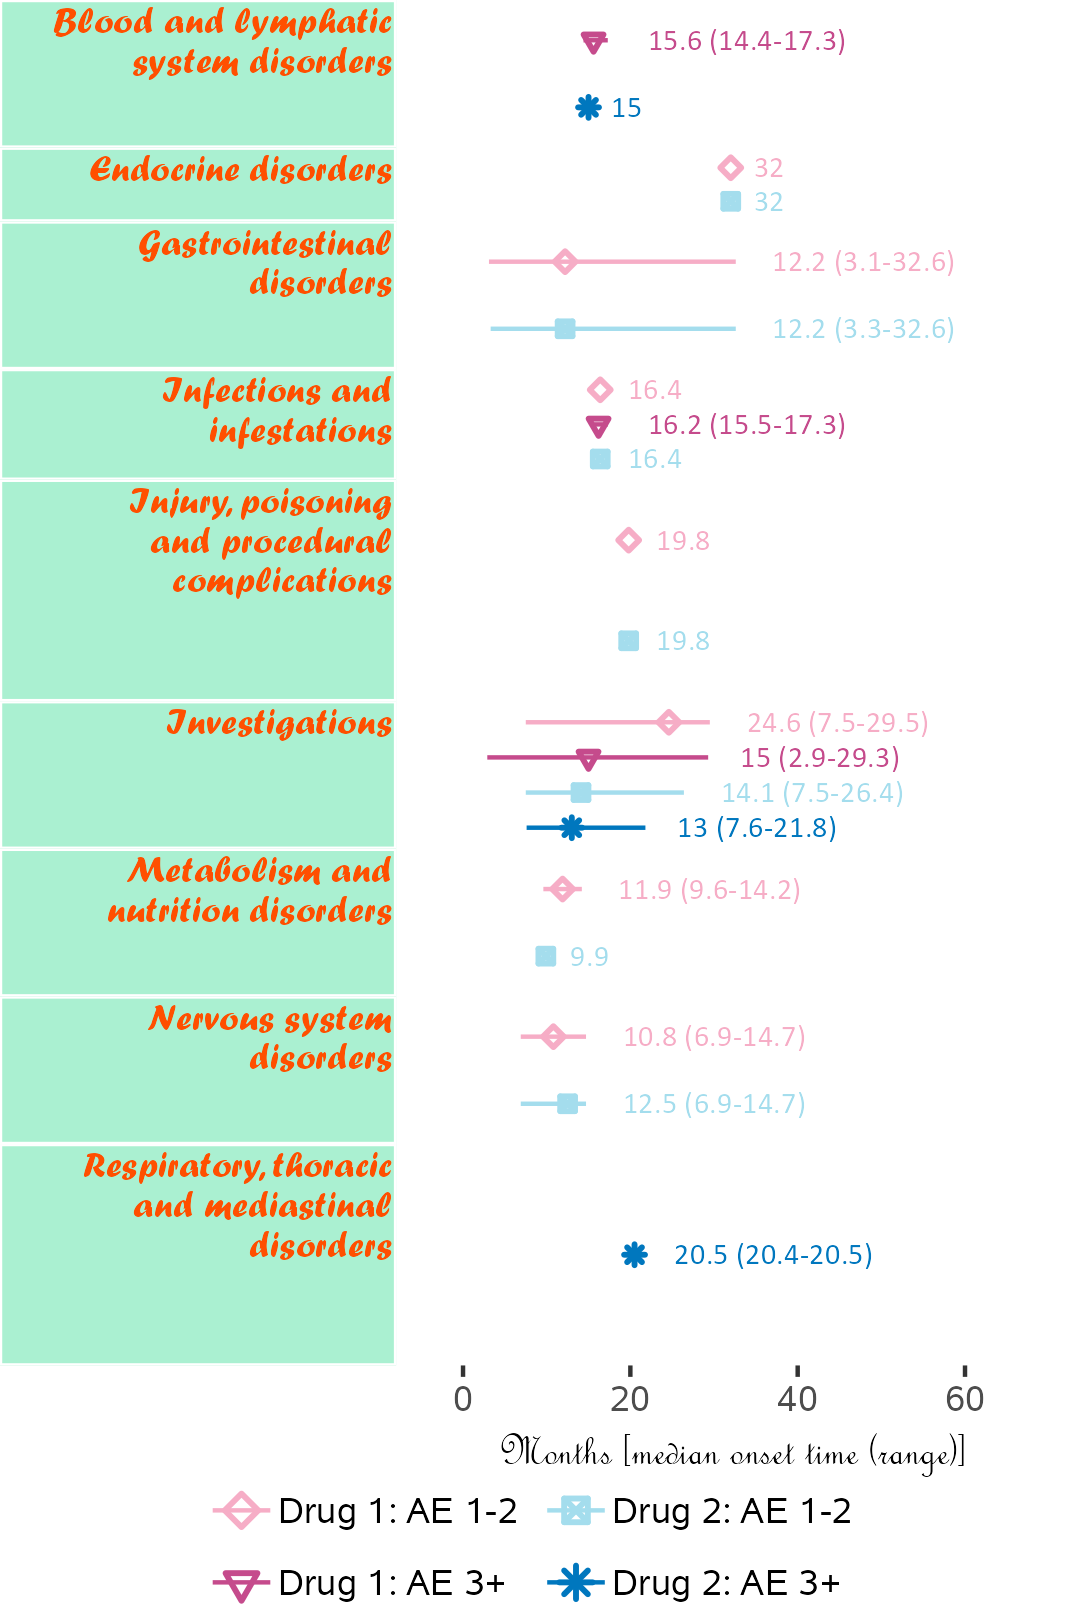 Blood and lymphatic
system disorders
15.6 (14.4-17.3)
15
Endocrine disorders
32
32
Gastrointestinal
disorders
12.2 (3.1-32.6)
12.2 (3.3-32.6)
Infections and
infestations
16.4
16.2 (15.5-17.3)
16.4
Injury, poisoning
and procedural
complications
19.8
19.8
Investigations
24.6 (7.5-29.5)
15 (2.9-29.3)
14.1 (7.5-26.4)
13 (7.6-21.8)
Metabolism and
nutrition disorders
11.9 (9.6-14.2)
9.9
Nervous system
disorders
10.8 (6.9-14.7)
12.5 (6.9-14.7)
Respiratory, thoracic
and mediastinal
disorders
20.5 (20.4-20.5)
0 20 40 60
Months [median onset time (range)]
Drug 1: AE 1-2 Drug 2: AE 1-2
Drug 1: AE 3+ Drug 2: AE 3+